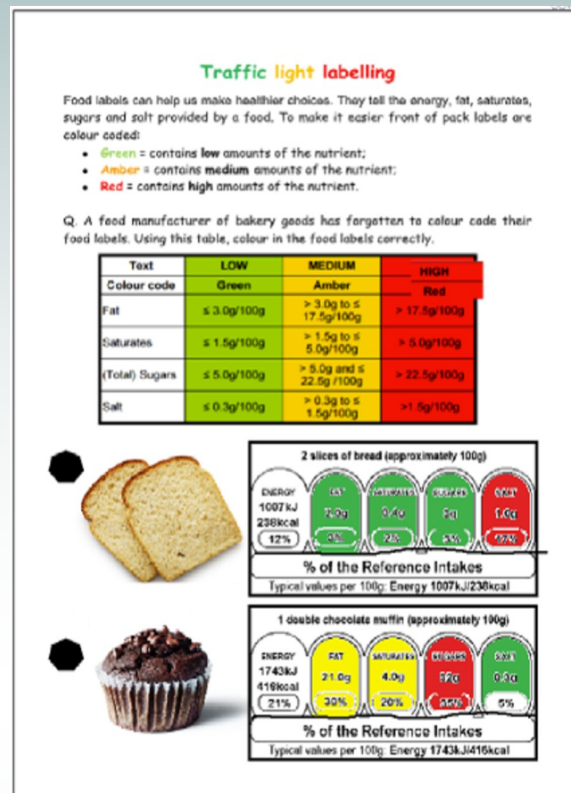 Traffic light labelling
Food labels can help us make healthier choices. They tell the energy, fat, saturates,
sugars and salt provided by a food. To make it easier front of pack labels are
colour coded:
• Green = contains low amounts of the nutrient;
• Amber = contains medium amounts of the nutrient;
• Red = contains high amounts of the nutrient.
Q. A food manufacturer of bakery goods has forgotten to colour code their
food labels. Using this table, colour in the food labels correctly.
Text LOW MEDIUM HIGH
Colour code Green Amber Red
Fat ≤ 3.0g/100g > 3.0g to ≤ 17.5g/100g > 17.5g/100g
Saturates ≤ 1.5g/100g > 1.5g to ≤ 5.0g/100g > 5.0g/100g
(Total) Sugars ≤ 5.0g/100g > 5.0g and ≤ 22.5g /100g > 22.5g/100g
Salt ≤ 0.3g/100g > 0.3g to ≤ 1.5g/100g
2 slices of bread (approximately 100g)
ENERGY FAT SATURATES SUGARS SALT
1007kJ
238kcal
12%
% of the Reference Intakes
Typical values per 100g: Energy 1007kJ/238kcal
1 double chocolate muffin (approximately 100g)
ENERGY FAT SATURATES SUGARS SALT
1743kJ 21.0g 4.0g 0.3g
416kcal
21% 30% 20% 5%
% of the Reference Intakes
Typical values per 100g: Energy 1743kJ/416kcal